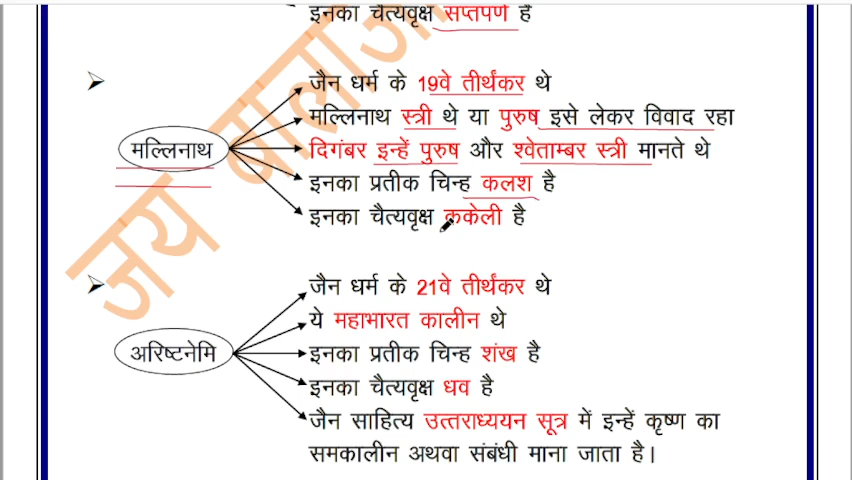 इनका चैत्यवृक्ष सप्तपर्ण है
जैन धर्म के 19वे तीर्थंकर थे
मल्लिनाथ स्त्री थे या पुरुष इसे लेकर विवाद रहा
मल्लिनाथ
दिगंबर इन्हें पुरुष और श्वेताम्बर स्त्री मानते थे
इनका प्रतीक चिन्ह कलश है
इनका चैत्यवृक्ष ककेली है
जैन धर्म के 21वे तीर्थंकर थे
ये महाभारत कालीन थे
अरिष्टनेमि
इनका प्रतीक चिन्ह शंख है
इनका चैत्यवृक्ष धव है
जैन साहित्य उत्तराध्ययन सूत्र में इन्हें कृष्ण का
समकालीन अथवा संबंधी माना जाता है।
जय बालाजी